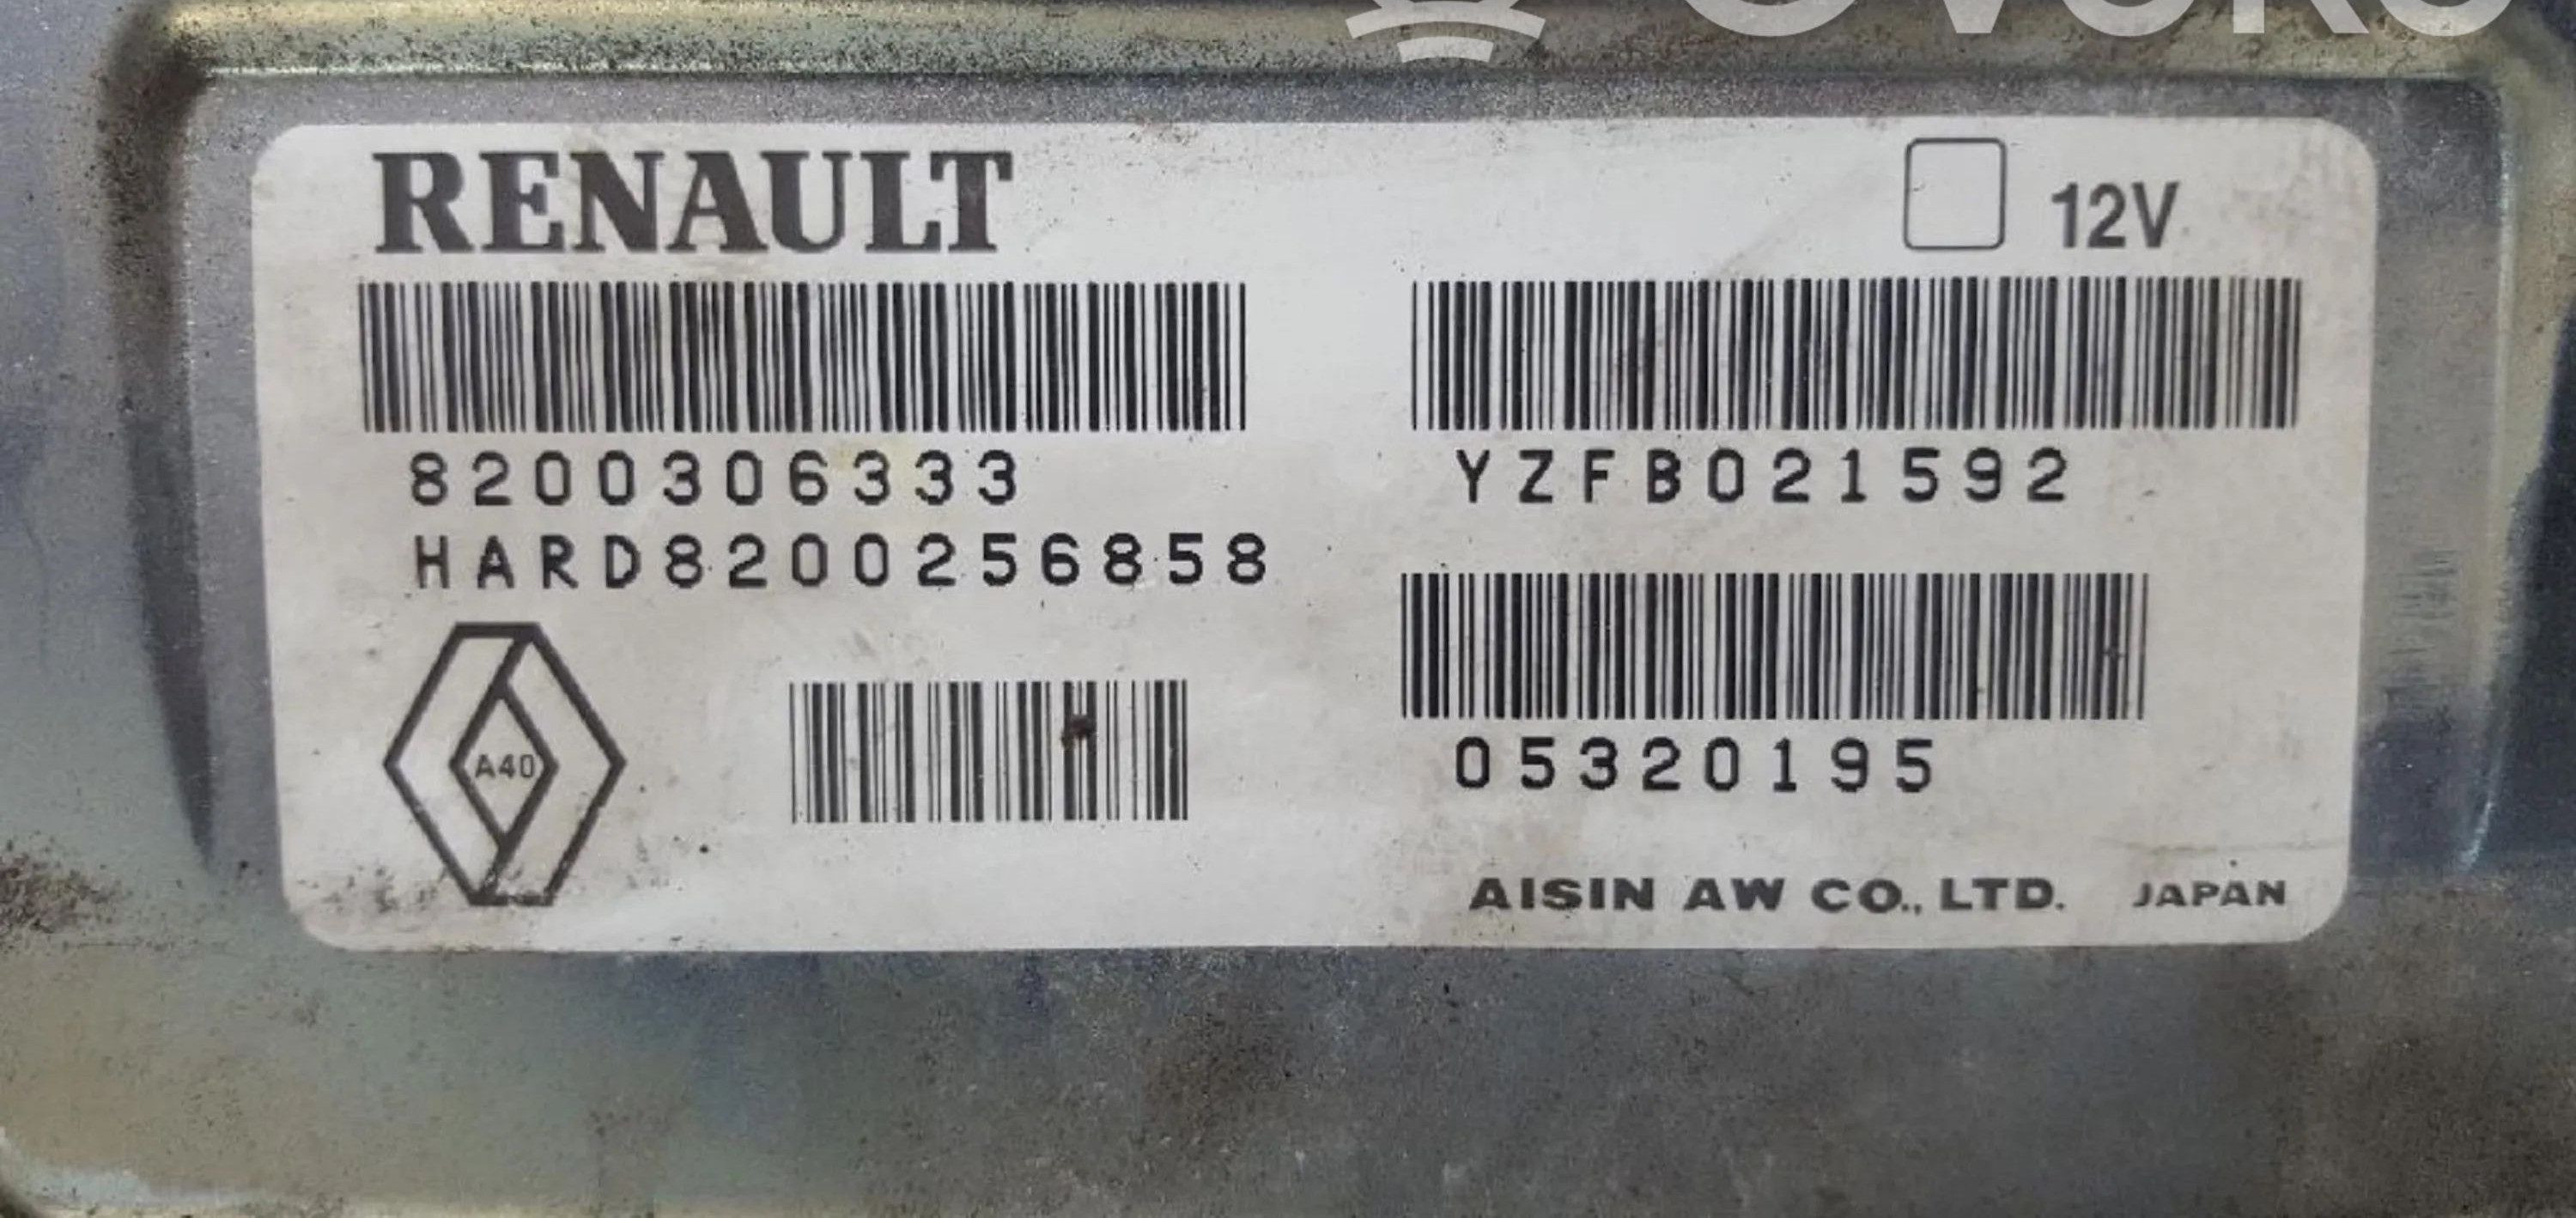 RENAULT
12V
8200306333
HARD8200256858
YZFB021592
A40
05320195
AISIN AW CO., LTD. JAPAN